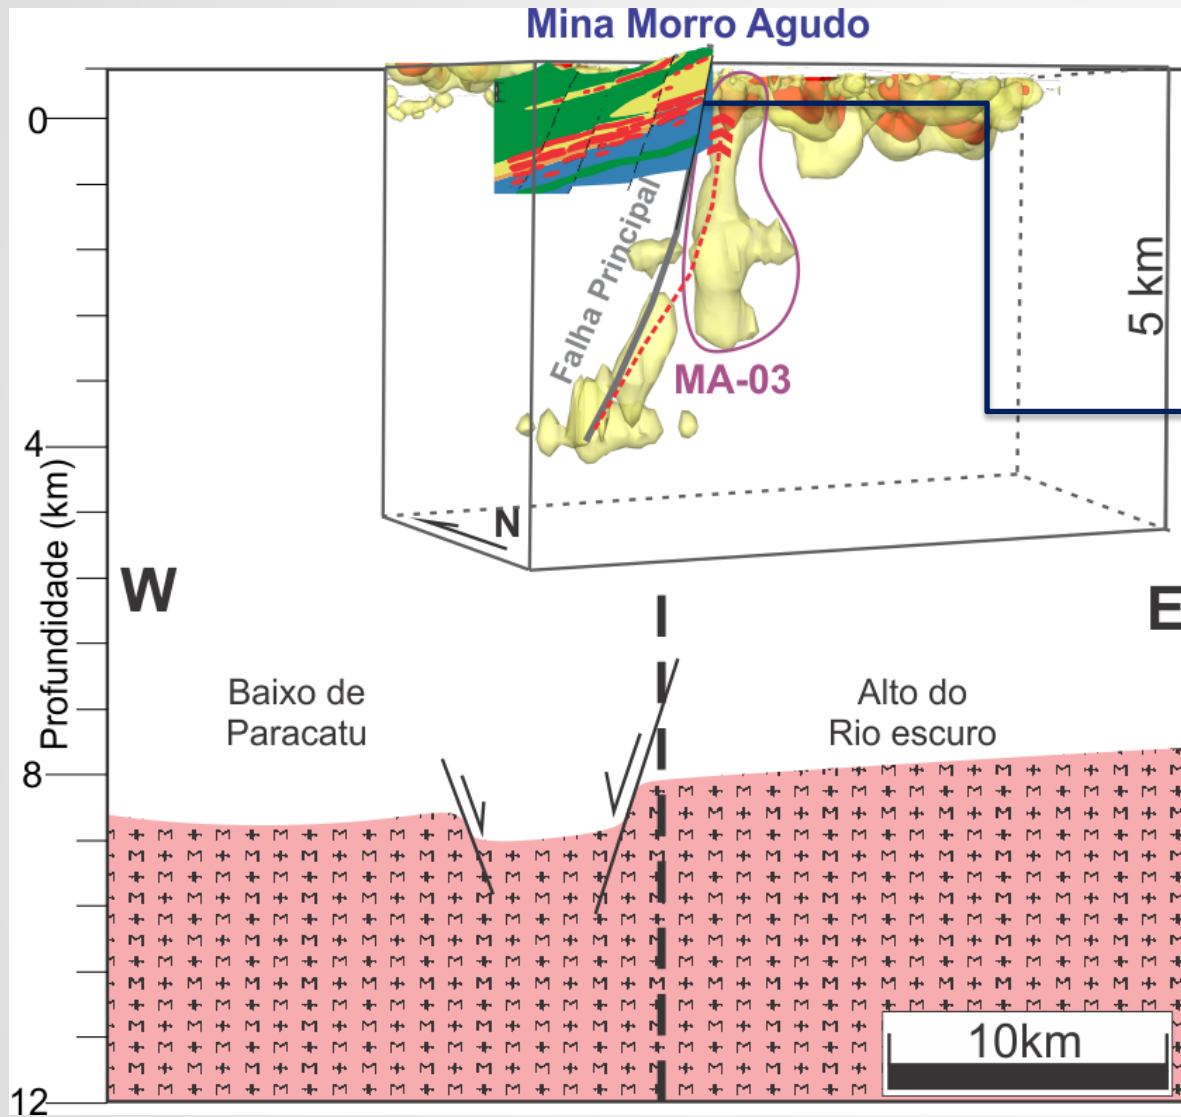 Mina Morro Agudo
0
Falha Principal
5 km
MA-03
4
Profundidade (km)
N
W
E
Baixo de
Paracatu
Alto do
Rio escuro
8
10km
12